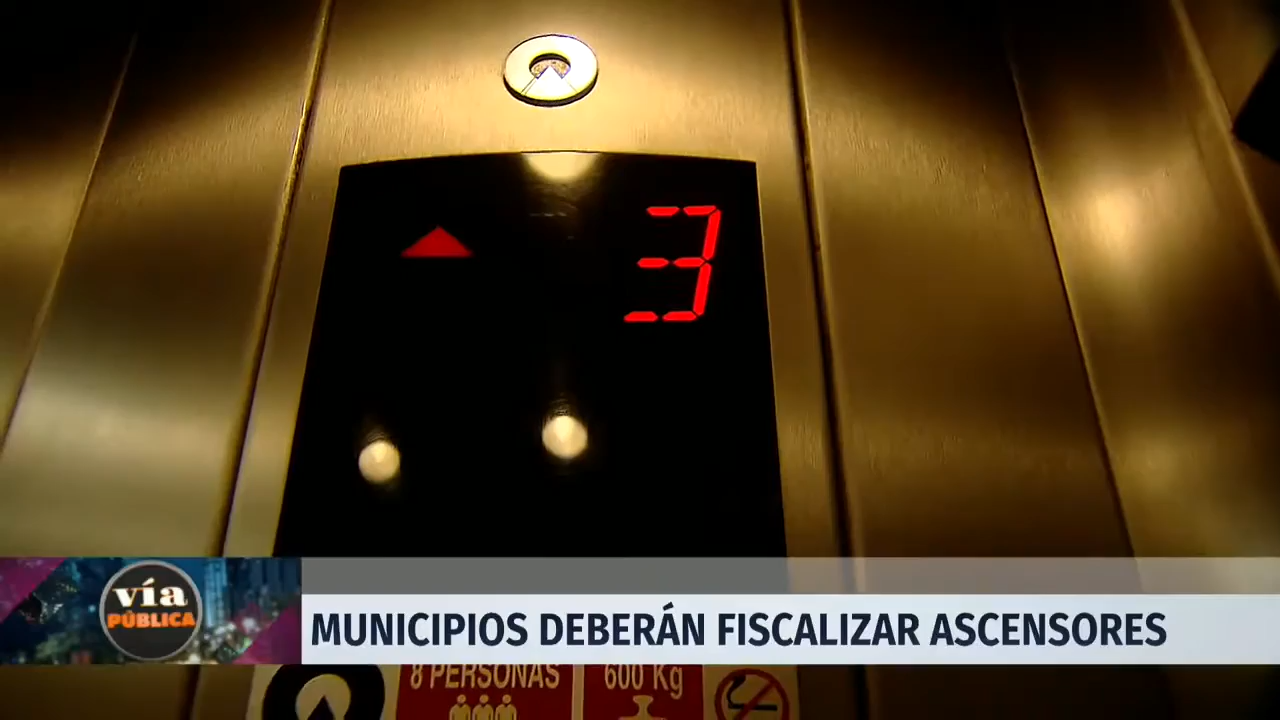 3
vía
PÚBLICA
MUNICIPIOS DEBERÁN FISCALIZAR ASCENSORES
8 PERSONAS
600 Kg